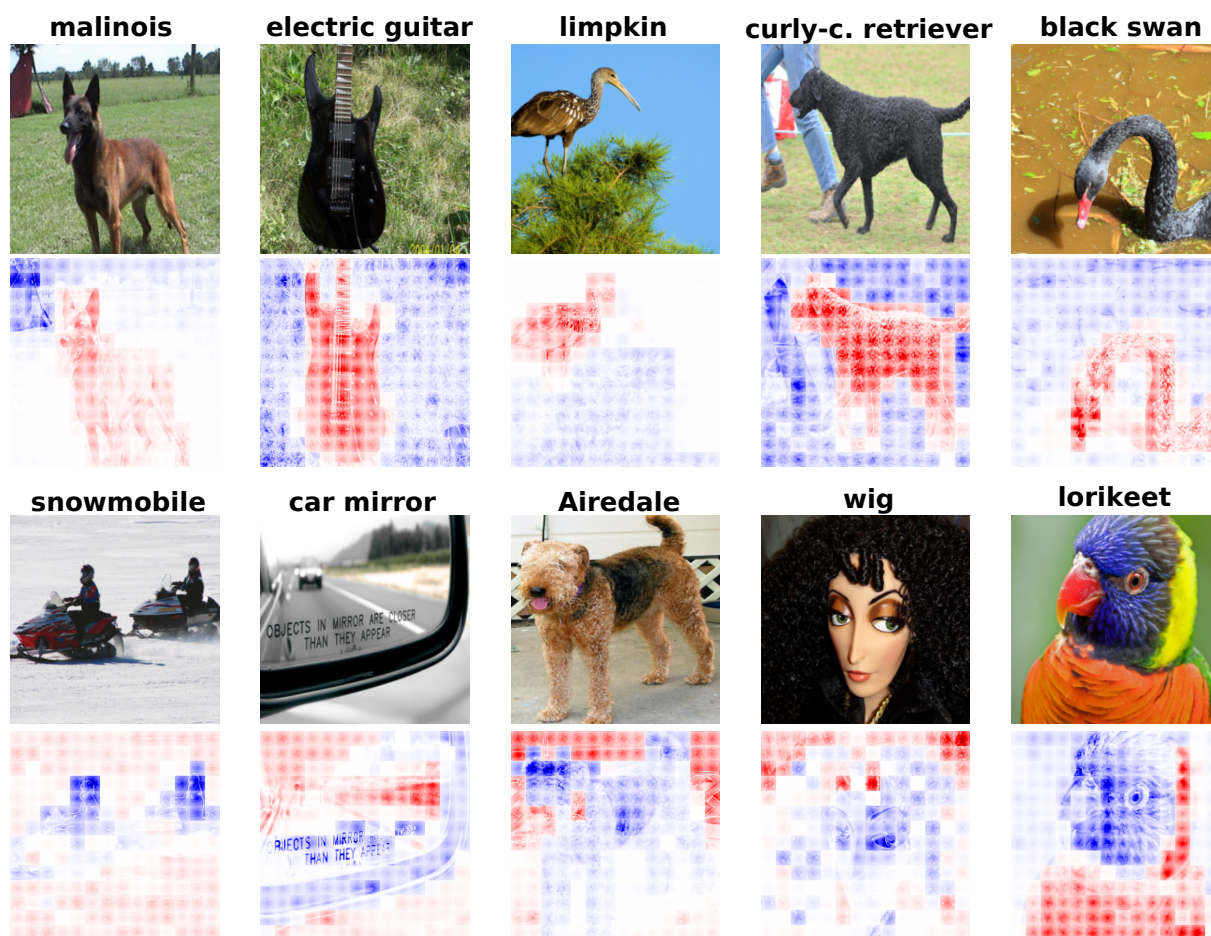 malinois
electric guitar
limpkin
curly-c. retriever
black swan
snowmobile
car mirror
Airedale
wig
lorikeet
OBJECTS IN MIRROR ARE CLOSER
THAN THEY APPEAR